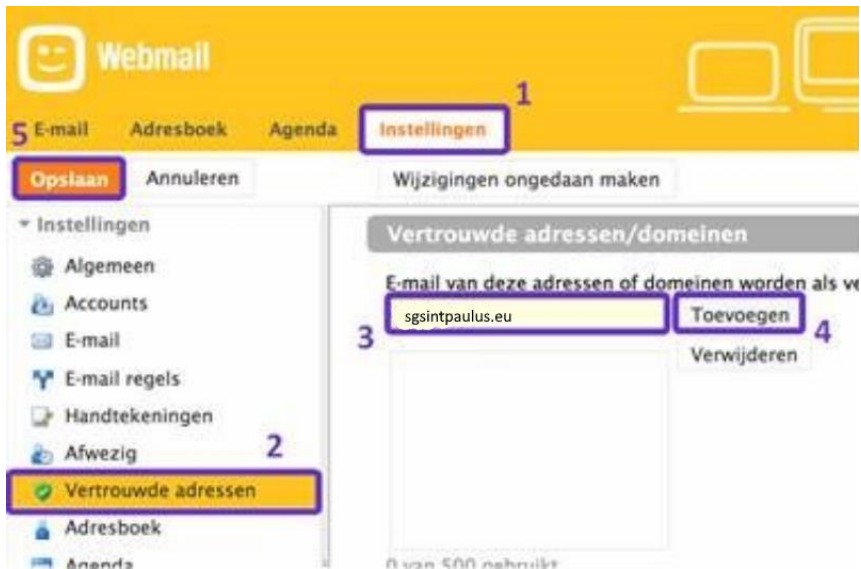 Webmail
1
5 E-mail Adresboek Agenda Instellingen
Opslaan Annuleren Wijzigingen ongedaan maken
Instellingen
Vertrouwde adressen/domeinen
Algemeen
E-mail van deze adressen of domeinen worden als ve
Accounts
sgsintpaulus.eu Toevoegen
3 4
E-mail
Verwijderen
E-mail regels
Handtekeningen
Afwezig 2
Vertrouwde adressen
Adresboek
Agenda
0 van 500 gebruikt